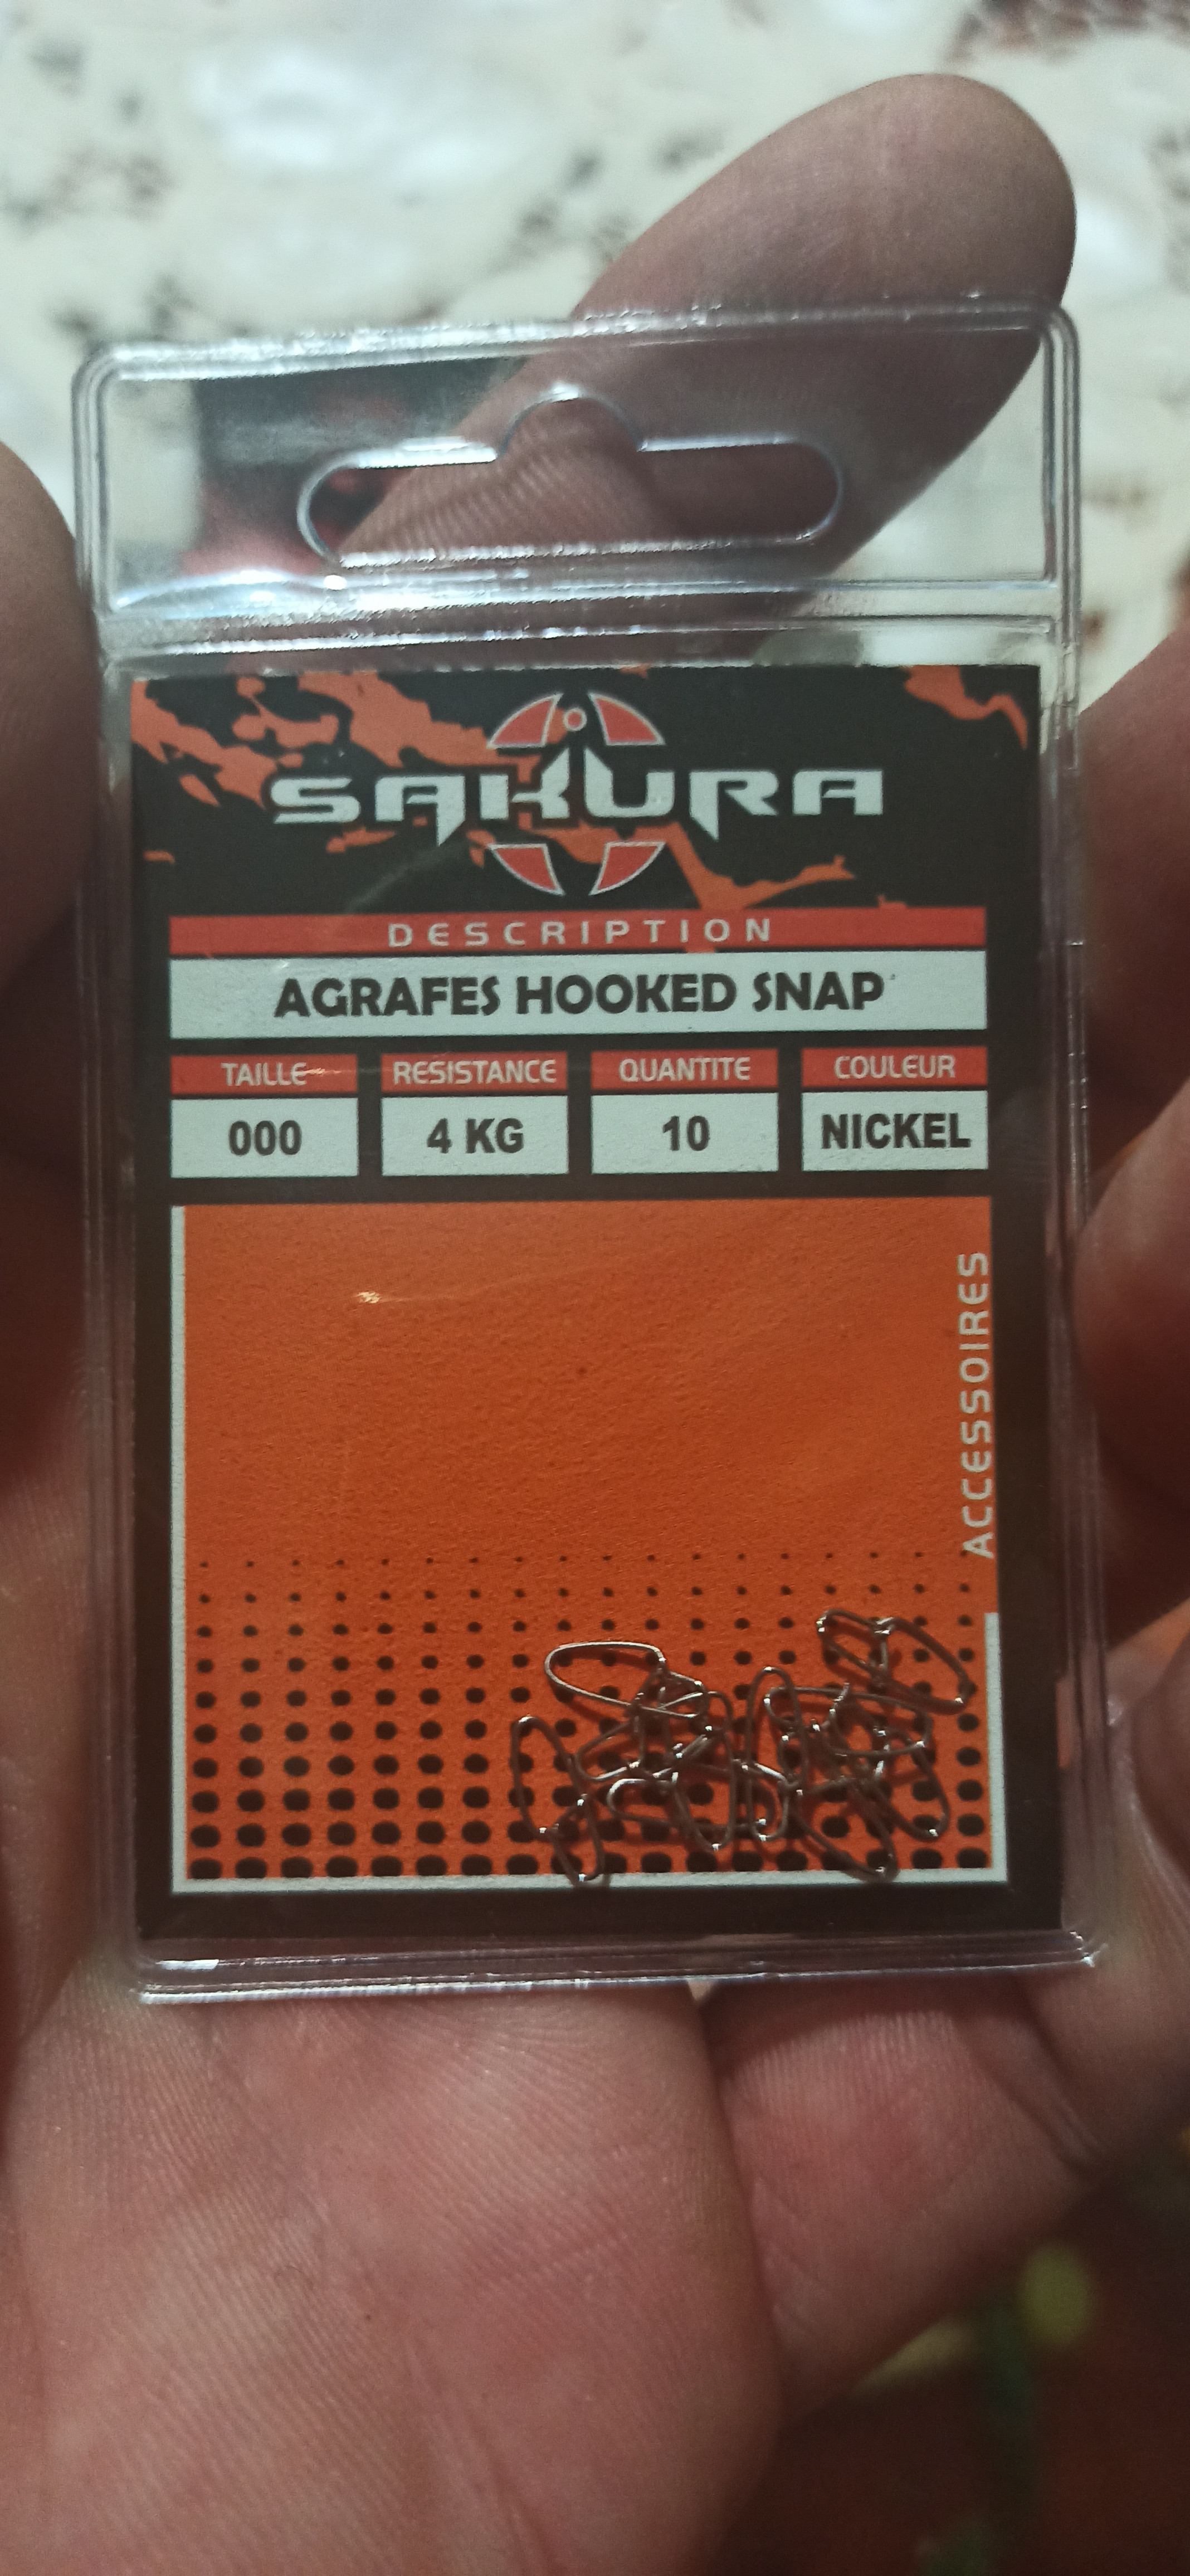 SAKURA
DESCRIPTION
AGRAFES HOOKED SNAP
TAILLE RESISTANCE QUANTITE COULEUR
000 4 KG 10 NICKEL
ACCESSOIRES